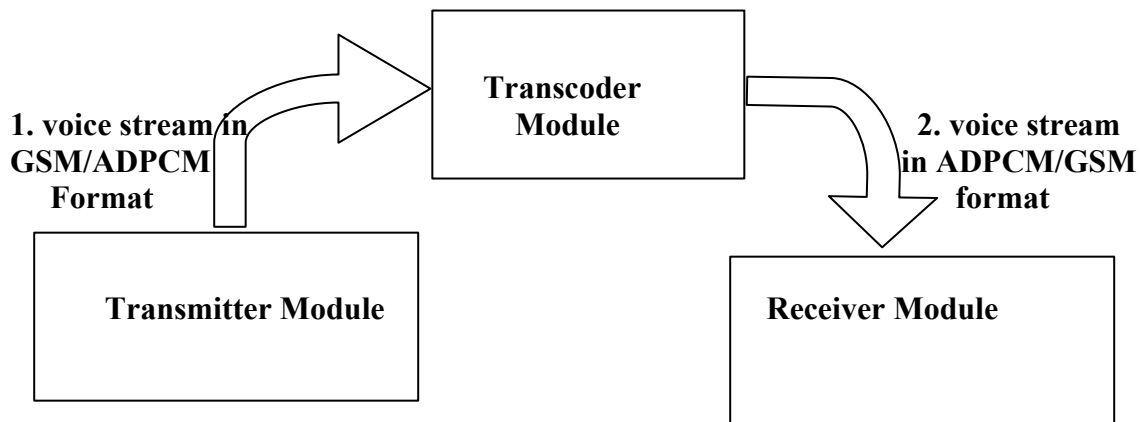 Transcoder
Module
1. voice stream in
GSM/ADPCM
Format
2. voice stream
in ADPCM/GSM
format
Transmitter Module
Receiver Module